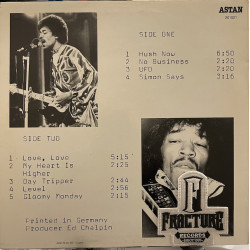 ASTAN
SIDE ONE
1 Hush Now 6:50
2 No Business 2:20
3 UFO 2:20
4 Simon Says 3:16
SIDE TWO
1 Love, Love 5:15
2 My Heart Is 2:25
Higher
3 Day Tripper 2:44
4 Level 2:56
5 Gloomy Monday 2:15
Printed in Germany
Producer Ed Chalpin
F
FRACTURE
RECORDS